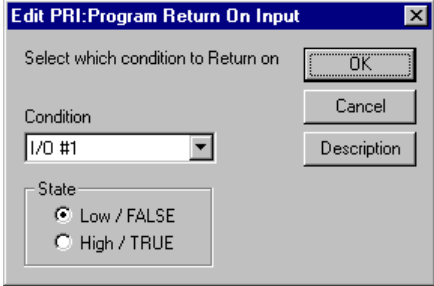 Edit PRI:Program Return On Input
Select which condition to Return on
OK
Cancel
Condition
I/O #1
Description
State
Low / FALSE
High / TRUE